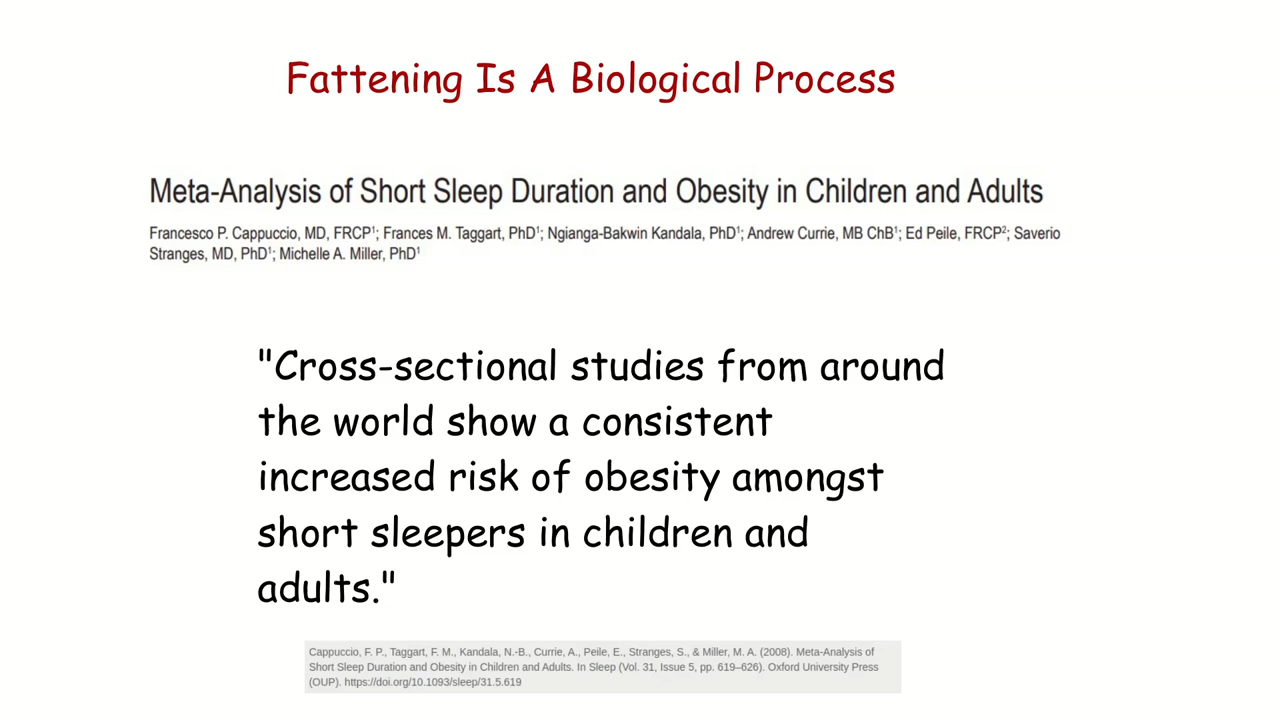 Fattening Is A Biological Process
Meta-Analysis of Short Sleep Duration and Obesity in Children and Adults
Francesco P. Cappuccio, MD, FRCP¹; Frances M. Taggart, PhD¹; Ngianga-Bakwin Kandala, PhD¹; Andrew Currie, MB ChB¹; Ed Peile, FRCP²; Saverio
Stranges, MD, PhD¹; Michelle A. Miller, PhD¹
"Cross-sectional studies from around
the world show a consistent
increased risk of obesity amongst
short sleepers in children and
adults."
Cappuccio, F. P., Taggart, F. M., Kandala, N.-B., Currie, A., Peile, E., Stranges, S., & Miller, M. A. (2008). Meta-Analysis of
Short Sleep Duration and Obesity in Children and Adults. In Sleep (Vol. 31, Issue 5, pp. 619–626). Oxford University Press
(OUP). https://doi.org/10.1093/sleep/31.5.619